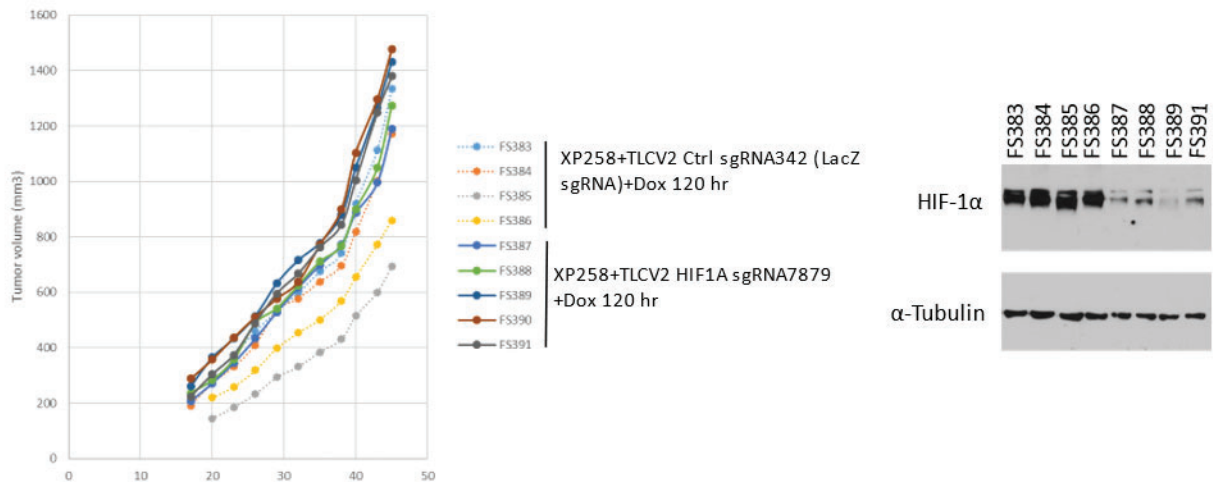 1600
1400
1200
1000
800
600
400
200
0
Tumor volume (mm3)
0 10 20 30 40 50
FS383
FS384
FS385
FS386
FS387
FS388
FS389
FS390
FS391
XP258+TLCV2 Ctrl sgRNA342 (LacZ
sgRNA)+Dox 120 hr
XP258+TLCV2 HIF1A sgRNA7879
+Dox 120 hr
FS383
FS384
FS385
FS386
FS387
FS388
FS389
FS391
HIF-1α
α-Tubulin